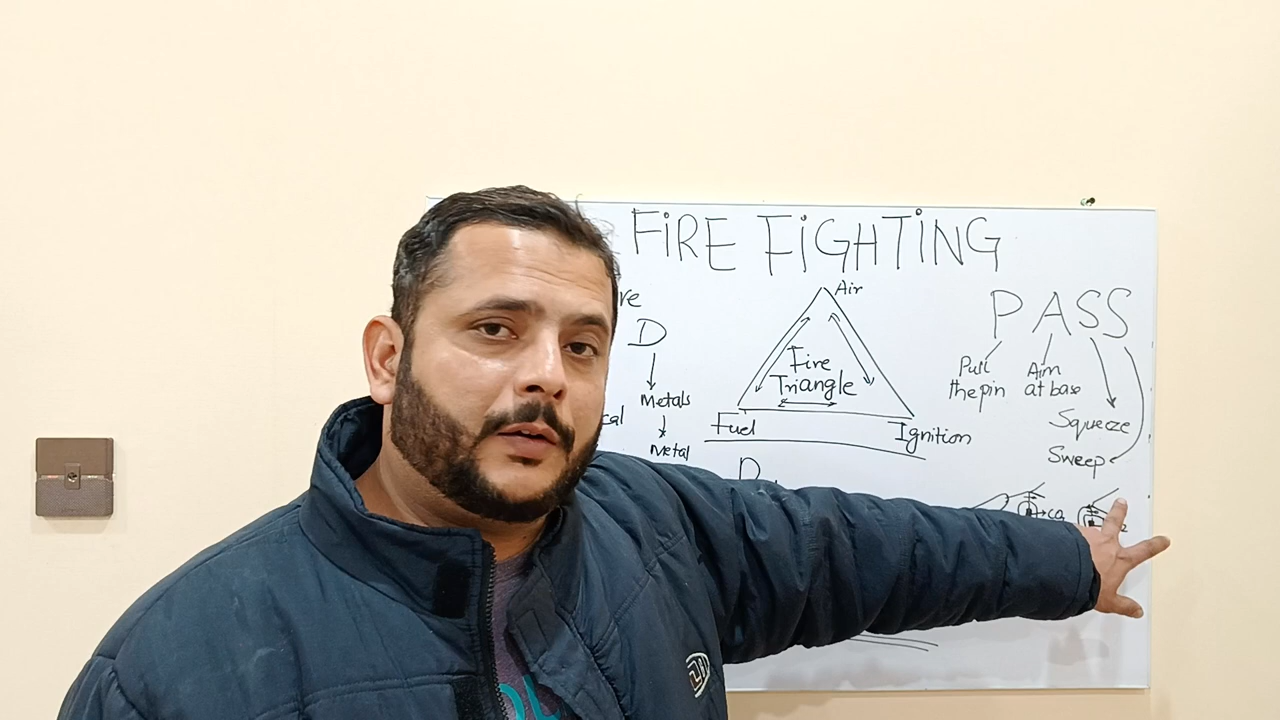 FiRE FiGHTiNG
re
D
Metals
cal
Metal
Air
Fire
Triangle
Fuel
Ignition
D
PASS
Pull
the pin
Aim
at base
Squeeze
Sweep